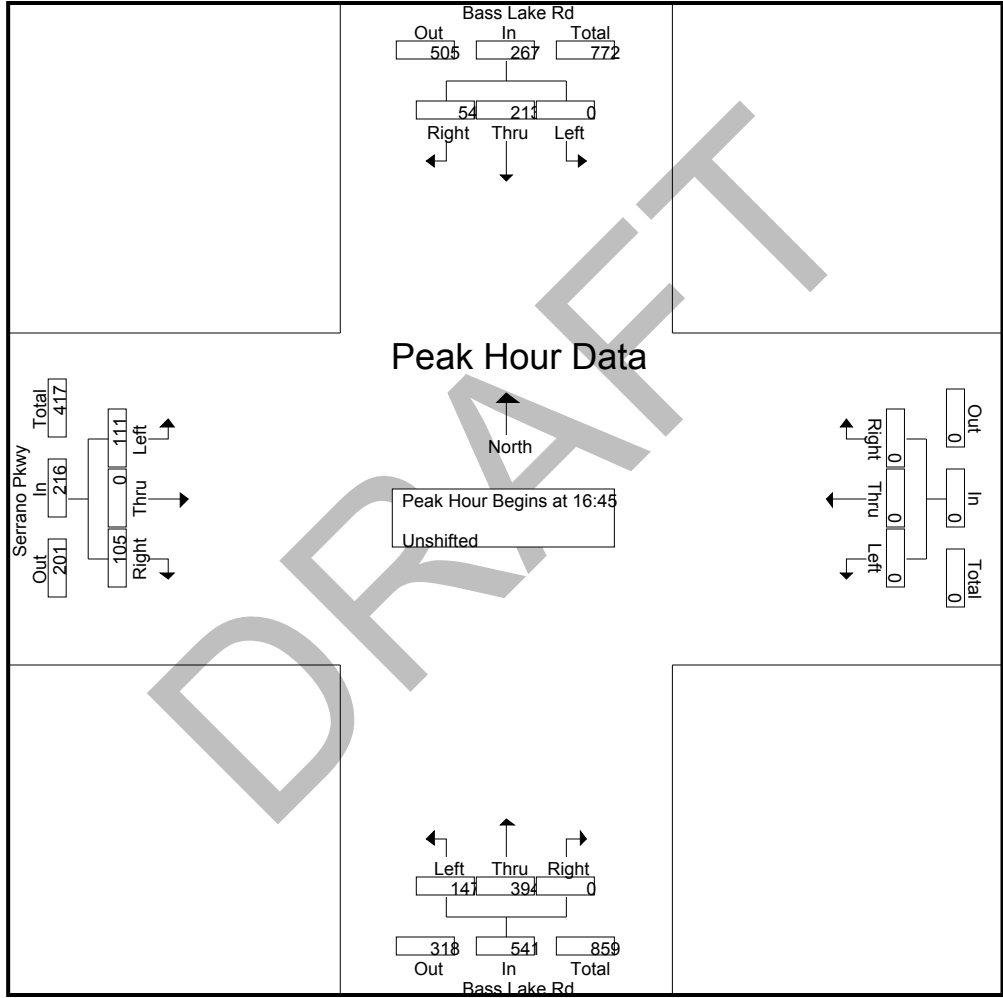 Bass Lake Rd
Out In Total
505 267 772
54 213 0
Right Thru Left
Peak Hour Data
North
Peak Hour Begins at 16:45
Unshifted
Serrano Pkwy
Total In Out
417 216 201
111 0 105
Left Thru Right
Out In Total
0 0 0
0 0 0
Right Thru Left
Left Thru Right
147 394 0
318 541 859
Out In Total
Bass Lake Rd
DRAFT